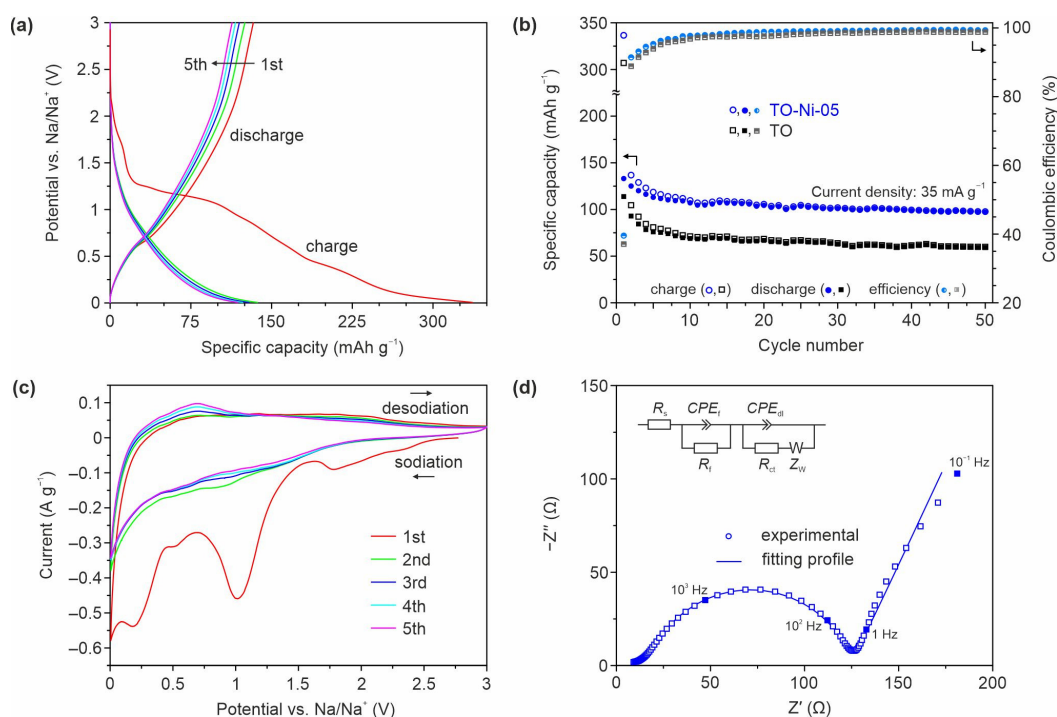 (a)
3
2.5
2
1.5
1
0.5
0
Potential vs. Na/Na⁺ (V)
5th
1st
discharge
charge
0
75
150
225
300
Specific capacity (mAh g⁻¹)
(b)
350
300
200
150
100
50
0
Specific capacity (mAh g⁻¹)
100
80
60
40
20
Coulombic efficiency (%)
TO-Ni-05
TO
Current density: 35 mA g⁻¹
charge (○,□) discharge (●,■) efficiency (◐,◧)
0
10
20
30
40
50
Cycle number
(c)
0.1
0
–0.1
–0.2
–0.3
–0.4
–0.5
–0.6
Current (A g⁻¹)
desodiation
sodiation
1st
2nd
3rd
4th
5th
0
0.5
1
1.5
2
2.5
3
Potential vs. Na/Na⁺ (V)
(d)
150
100
50
0
–Z″ (Ω)
Rs
CPEf
CPEdl
Rf
Rct
ZW
experimental
fitting profile
10⁻¹ Hz
10³ Hz
10² Hz
1 Hz
0
50
100
150
200
Z′ (Ω)